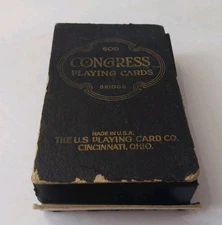 606
CONGRESS
PLAYING CARDS
BRIDGE
MADE IN U.S.A.
THE U.S. PLAYING CARD CO.
CINCINNATI, OHIO.